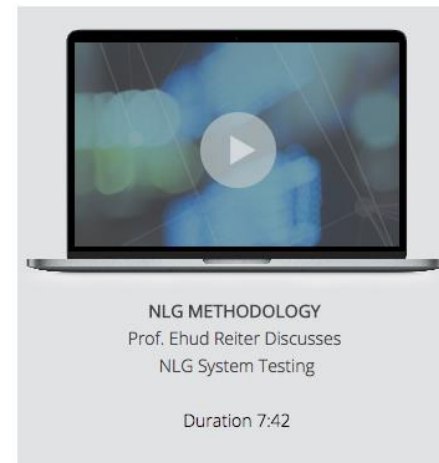 NLG METHODOLOGY
Prof. Ehud Reiter Discusses
NLG System Testing
Duration 7:42